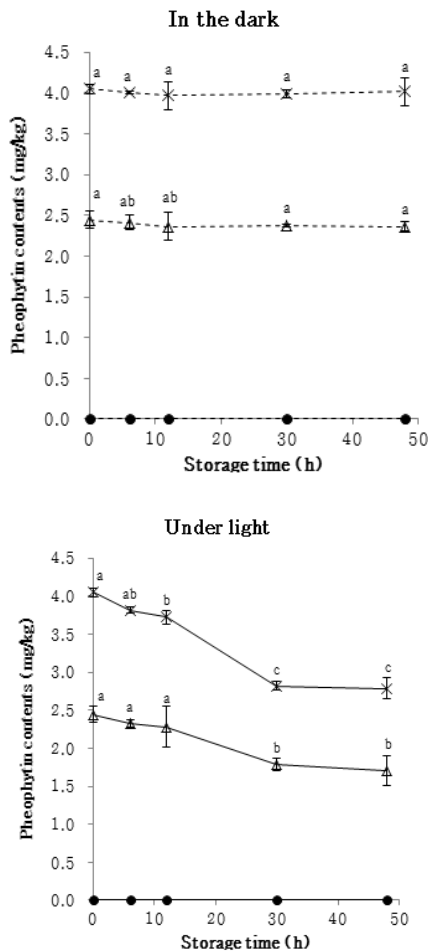 In the dark
4.5
4.0
3.5
3.0
2.5
2.0
1.5
1.0
0.5
0.0
Pheophytin contents (mg/kg)
a a a a a
a ab ab a a
0 10 20 30 40 50
Storage time (h)
Under light
4.5
4.0
3.5
3.0
2.5
2.0
1.5
1.0
0.5
0.0
Pheophytin contents (mg/kg)
a ab b c c
a a a b b
0 10 20 30 40 50
Storage time (h)